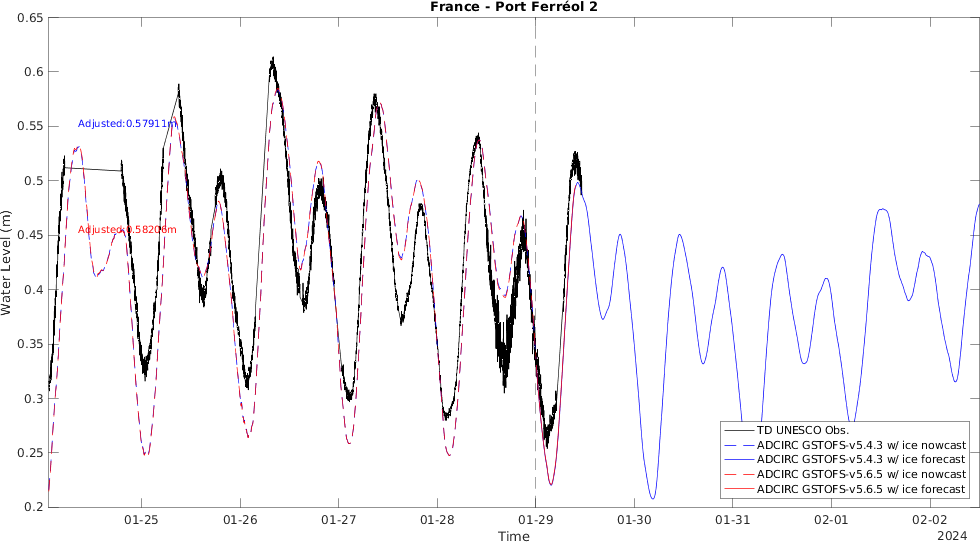 France - Port Ferréol 2
0.65
0.6
0.55
0.5
0.45
0.4
0.35
0.3
0.25
0.2
Water Level (m)
Adjusted:0.57911m
Adjusted:0.58206m
TD UNESCO Obs.
ADCIRC GSTOFS-v5.4.3 w/ ice nowcast
ADCIRC GSTOFS-v5.4.3 w/ ice forecast
ADCIRC GSTOFS-v5.6.5 w/ ice nowcast
ADCIRC GSTOFS-v5.6.5 w/ ice forecast
01-25 01-26 01-27 01-28 01-29 01-30 01-31 02-01 02-02
Time
2024